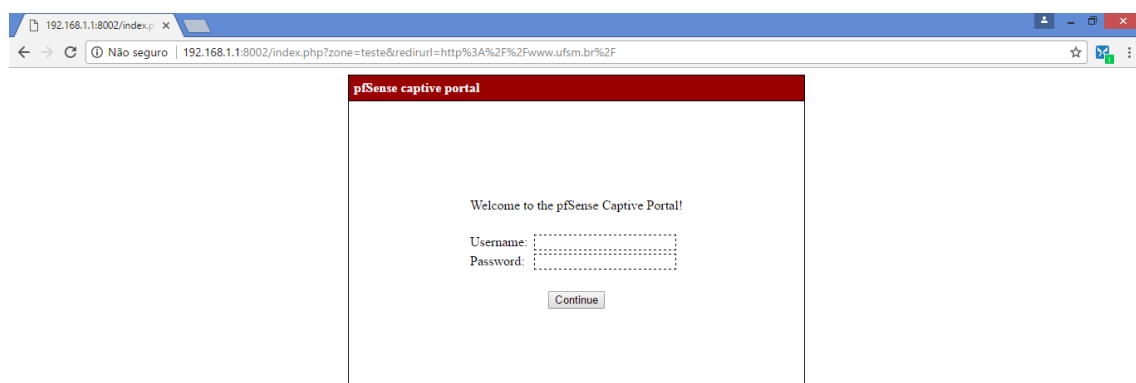 192.168.1.1:8002/index.p
Não seguro | 192.168.1.1:8002/index.php?zone=teste&redirurl=http%3A%2F%2Fwww.ufsm.br%2F
pfSense captive portal
Welcome to the pfSense Captive Portal!
Username:
Password:
Continue